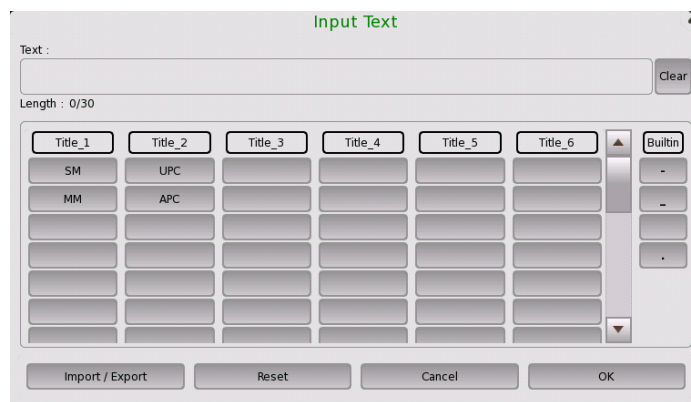 Input Text
Text :
Clear
Length : 0/30
Title_1 Title_2 Title_3 Title_4 Title_5 Title_6 Builtin
SM UPC -
MM APC _
.
Import / Export Reset Cancel OK